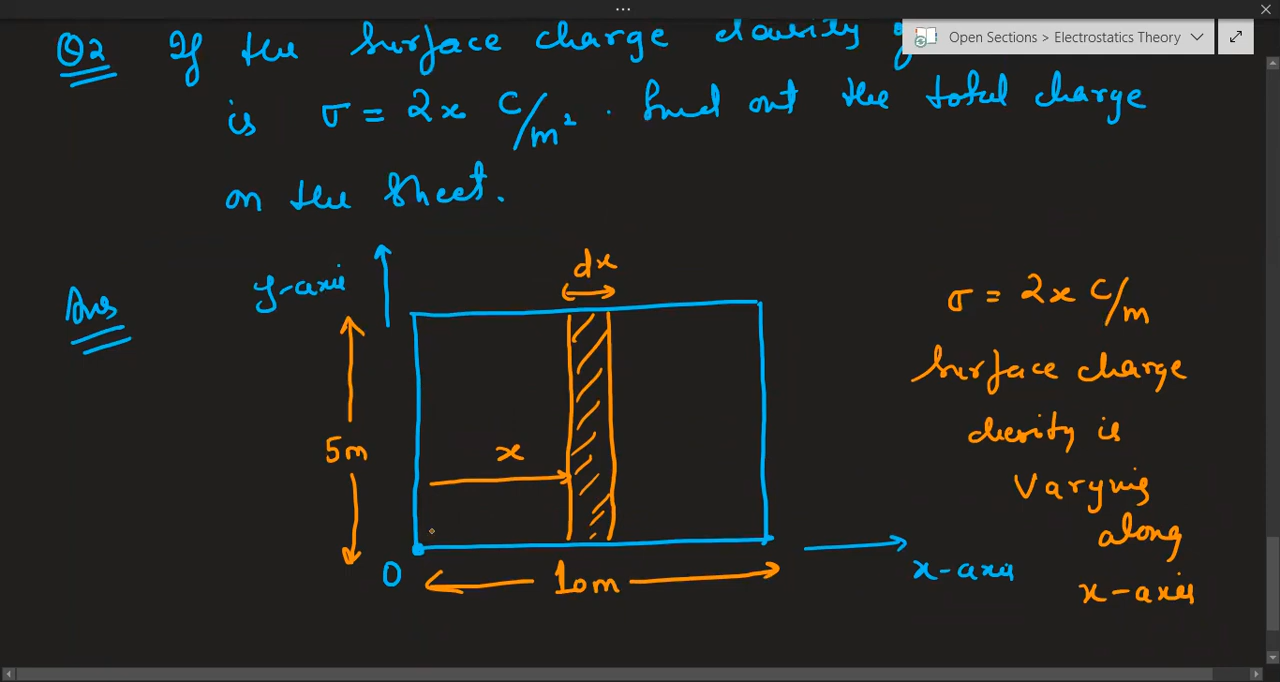 ...
Open Sections > Electrostatics Theory
Q2 If the surface charge density
is σ = 2x C/m². Find out the total charge
on the sheet.
Ans
y-axis
dx
5m
x
0
10m
x-axis
σ = 2x C/m
Surface charge
density is
varying
along
x-axis